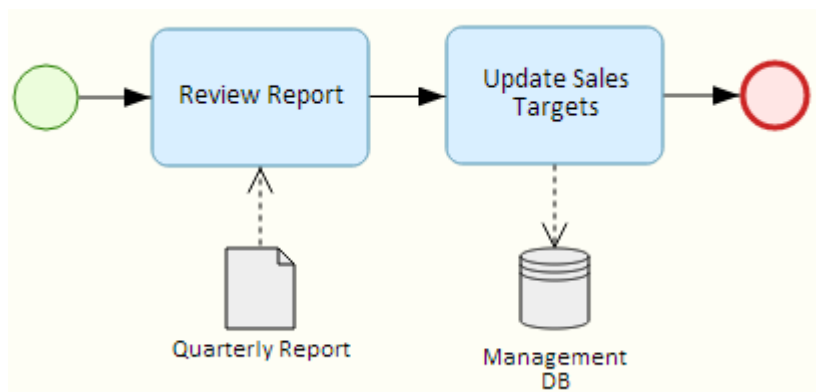 Review Report
Update Sales
Targets
Quarterly Report
Management
DB